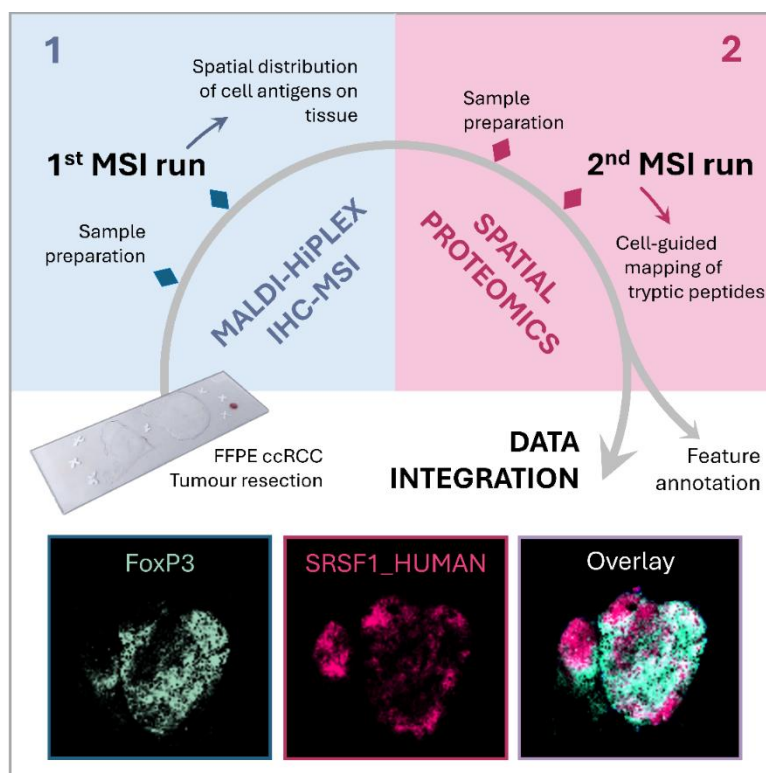 1
Spatial distribution
of cell antigens on
tissue
1st MSI run
Sample
preparation
MALDI-HiPLEX
IHC-MSI
2
Sample
preparation
2nd MSI run
Cell-guided
mapping of
tryptic peptides
SPATIAL
PROTEOMICS
FFPE ccRCC
Tumour resection
DATA
INTEGRATION
Feature
annotation
FoxP3
SRSF1_HUMAN
Overlay